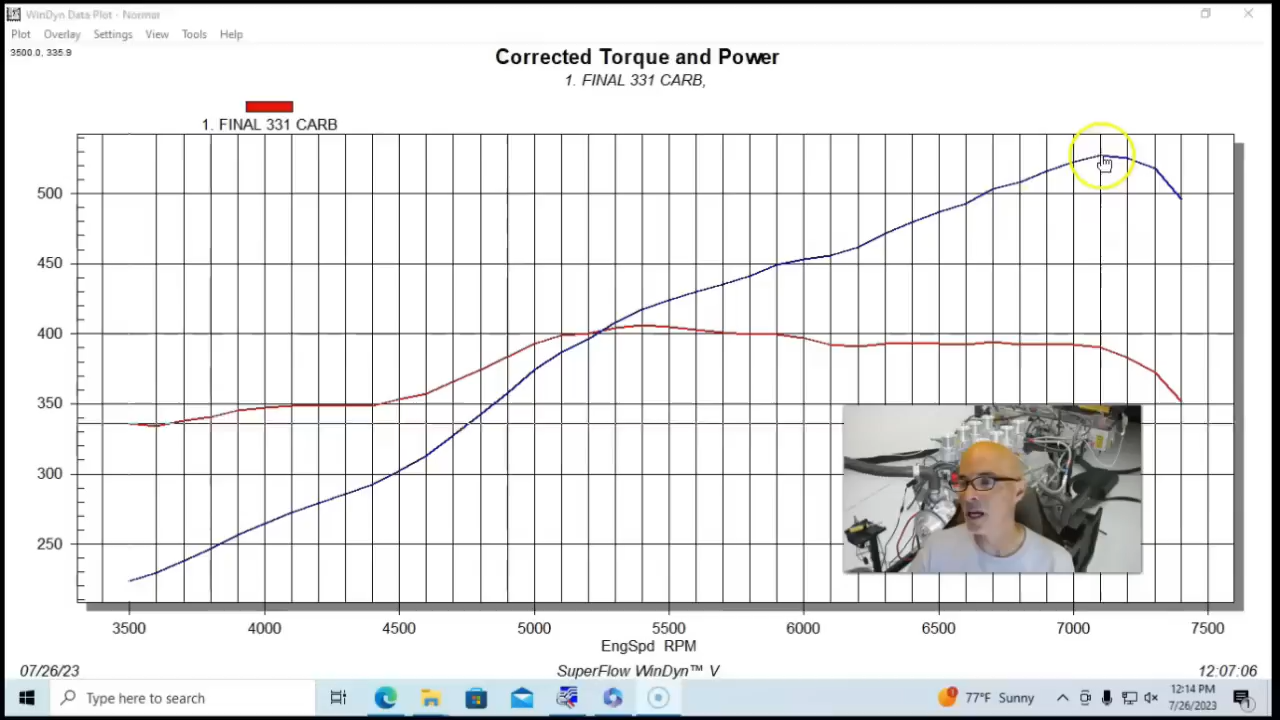 WinDyn Data Plot - Normar
Plot Overlay Settings View Tools Help
3500.0, 335.9
Corrected Torque and Power
1. FINAL 331 CARB,
1. FINAL 331 CARB
500
450
400
350
300
250
3500 4000 4500 5000 5500 6000 6500 7000 7500
EngSpd RPM
07/26/23 SuperFlow WinDyn™ V 12:07:06
Type here to search
77°F Sunny
12:14 PM
7/26/2023